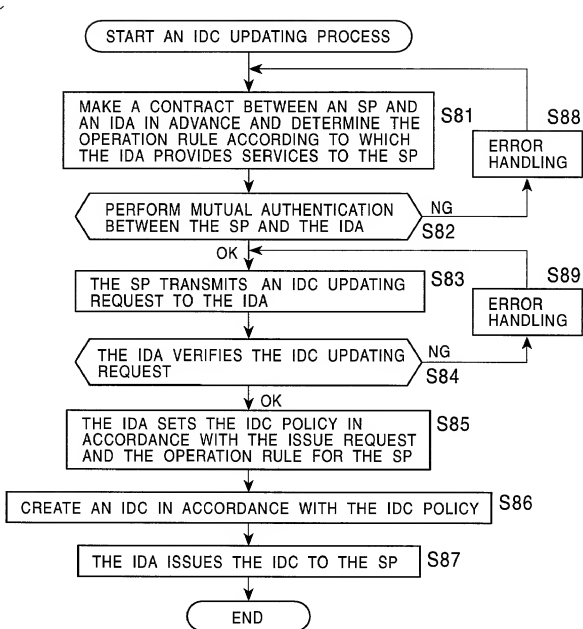 START AN IDC UPDATING PROCESS
MAKE A CONTRACT BETWEEN AN SP AND
AN IDA IN ADVANCE AND DETERMINE THE
OPERATION RULE ACCORDING TO WHICH
THE IDA PROVIDES SERVICES TO THE SP
S81
S88
ERROR
HANDLING
PERFORM MUTUAL AUTHENTICATION
BETWEEN THE SP AND THE IDA
NG
S82
OK
THE SP TRANSMITS AN IDC UPDATING
REQUEST TO THE IDA
S83
S89
ERROR
HANDLING
THE IDA VERIFIES THE IDC UPDATING
REQUEST
NG
S84
OK
THE IDA SETS THE IDC POLICY IN
ACCORDANCE WITH THE ISSUE REQUEST
AND THE OPERATION RULE FOR THE SP
S85
CREATE AN IDC IN ACCORDANCE WITH THE IDC POLICY
S86
THE IDA ISSUES THE IDC TO THE SP
S87
END